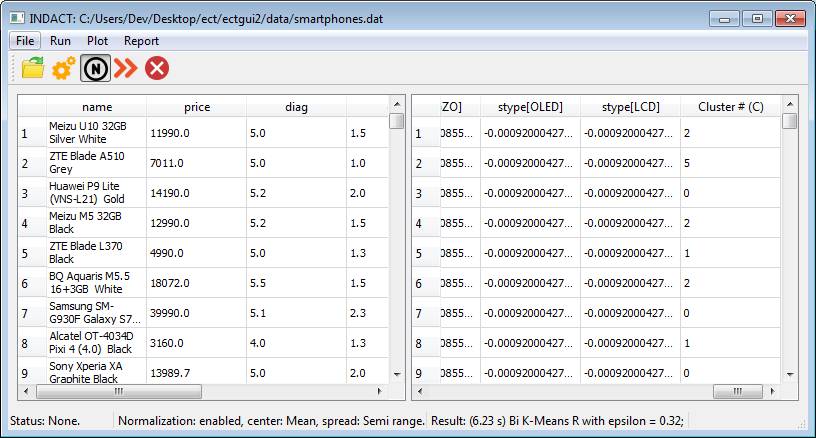 INDACT: C:/Users/Dev/Desktop/ect/ectgui2/data/smartphones.dat
File Run Plot Report
N
name price diag
1 Meizu U10 32GB Silver White 11990.0 5.0 1.5
2 ZTE Blade A510 Grey 7011.0 5.0 1.0
3 Huawei P9 Lite (VNS-L21) Gold 14190.0 5.2 2.0
4 Meizu M5 32GB Black 12990.0 5.2 1.5
5 ZTE Blade L370 Black 4990.0 5.0 1.3
6 BQ Aquaris M5.5 16+3GB White 18072.0 5.5 1.5
7 Samsung SM-G930F Galaxy S7... 39990.0 5.1 2.3
8 Alcatel OT-4034D Pixi 4 (4.0) Black 3160.0 4.0 1.3
9 Sony Xperia XA Graphite Black 13989.7 5.0 2.0
ZO] stype[OLED] stype[LCD] Cluster # (C)
1 0855... -0.00092000427... -0.00092000427... 2
2 0855... -0.00092000427... -0.00092000427... 5
3 0855... -0.00092000427... -0.00092000427... 0
4 0855... -0.00092000427... -0.00092000427... 2
5 0855... -0.00092000427... -0.00092000427... 1
6 0855... -0.00092000427... -0.00092000427... 2
7 0855... -0.00092000427... -0.00092000427... 0
8 0855... -0.00092000427... -0.00092000427... 1
9 0855... -0.00092000427... -0.00092000427... 0
Status: None. Normalization: enabled, center: Mean, spread: Semi range. Result: (6.23 s) Bi K-Means R with epsilon = 0.32;